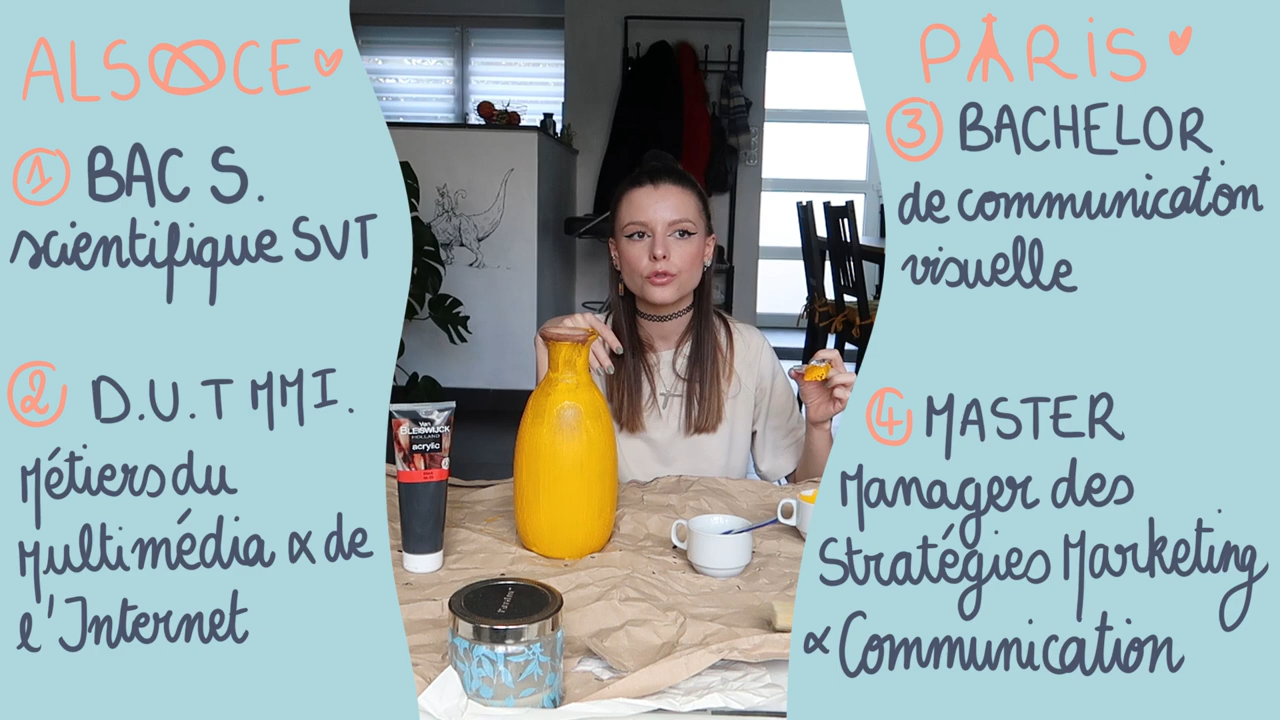 ALSACE
1 BAC S.
scientifique SVT
2 D.U.T MMI.
Métiers du
Multimédia & de
l'Internet
Van
BLEISWIJCK
HOLLAND
acrylic
PARIS
3 BACHELOR
de communicaton
visuelle
4 MASTER
Manager des
Stratégies Marketing
& Communication